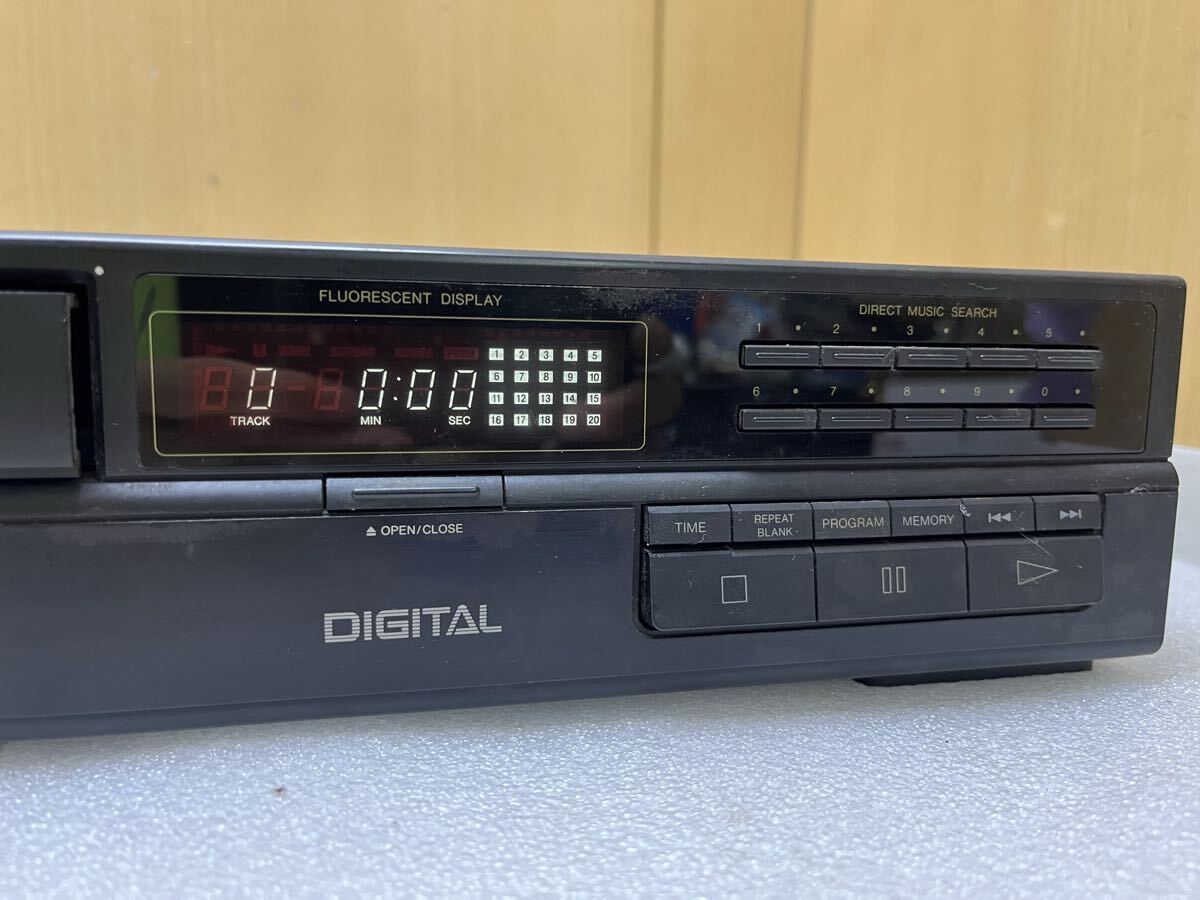 FLUORESCENT DISPLAY
DIRECT MUSIC SEARCH
1 • 2 • 3 • 4 • 5 •
6 • 7 • 8 • 9 • 0 •
0 0:00
TRACK MIN SEC
1 2 3 4 5
6 7 8 9 10
11 12 13 14 15
16 17 18 19 20
OPEN/CLOSE
TIME
REPEAT
BLANK
PROGRAM
MEMORY
DIGITAL